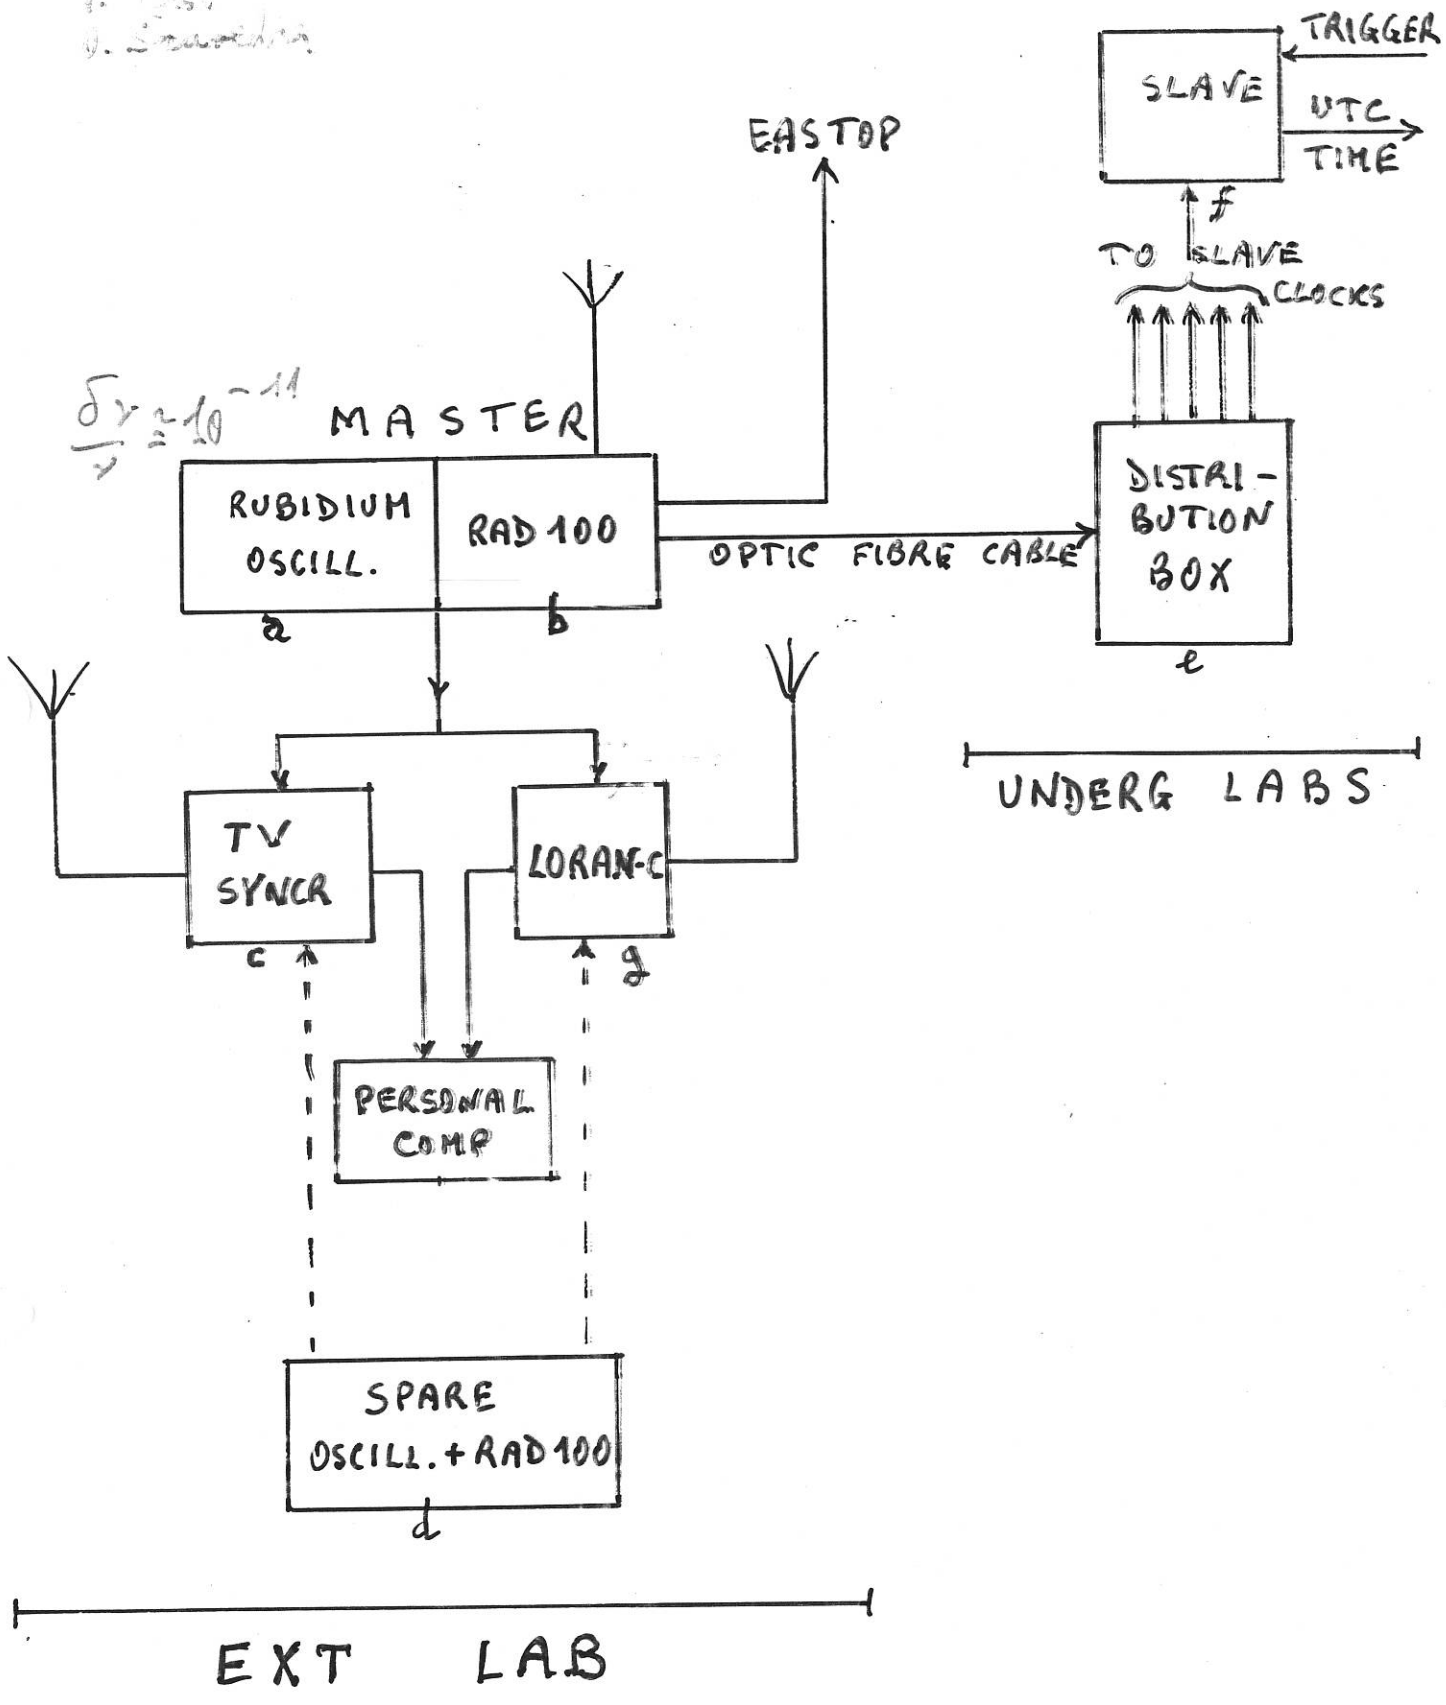 TRIGGER
SLAVE
UTC
TIME
EASTOP
f
TO SLAVE
CLOCKS
δν/ν ≃ 10^-11
MASTER
RUBIDIUM
OSCILL.
RAD 100
a
b
OPTIC FIBRE CABLE
DISTRI-
BUTION
BOX
e
UNDERG LABS
TV
SYNCR
c
LORAN-C
g
PERSONAL
COMP
SPARE
OSCILL. + RAD 100
d
EXT LAB